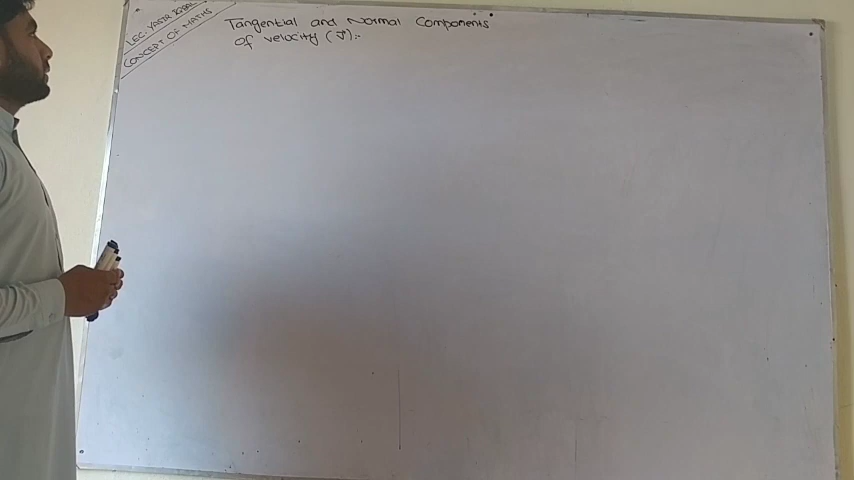 LEC: YASIR IQBAL
CONCEPT OF MATHS
Tangential and Normal Components
of velocity (v⃗):-